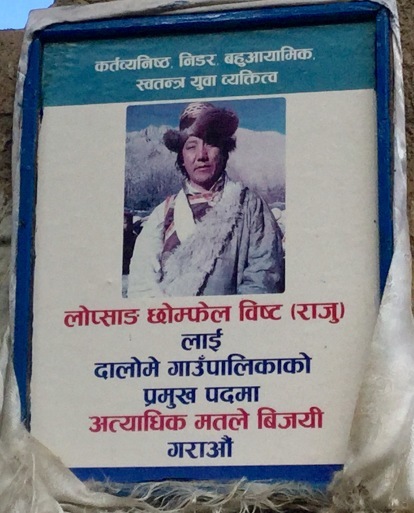 कर्तव्यनिष्ठ, निडर, बहुआयामिक,
स्वतन्त्र युवा व्यक्तित्व
लोप्साङ छोम्फेल विष्ट (राजु)
लाई
दालोमे गाउँपालिकाको
प्रमुख पदमा
अत्याधिक मतले बिजयी
गराऔं